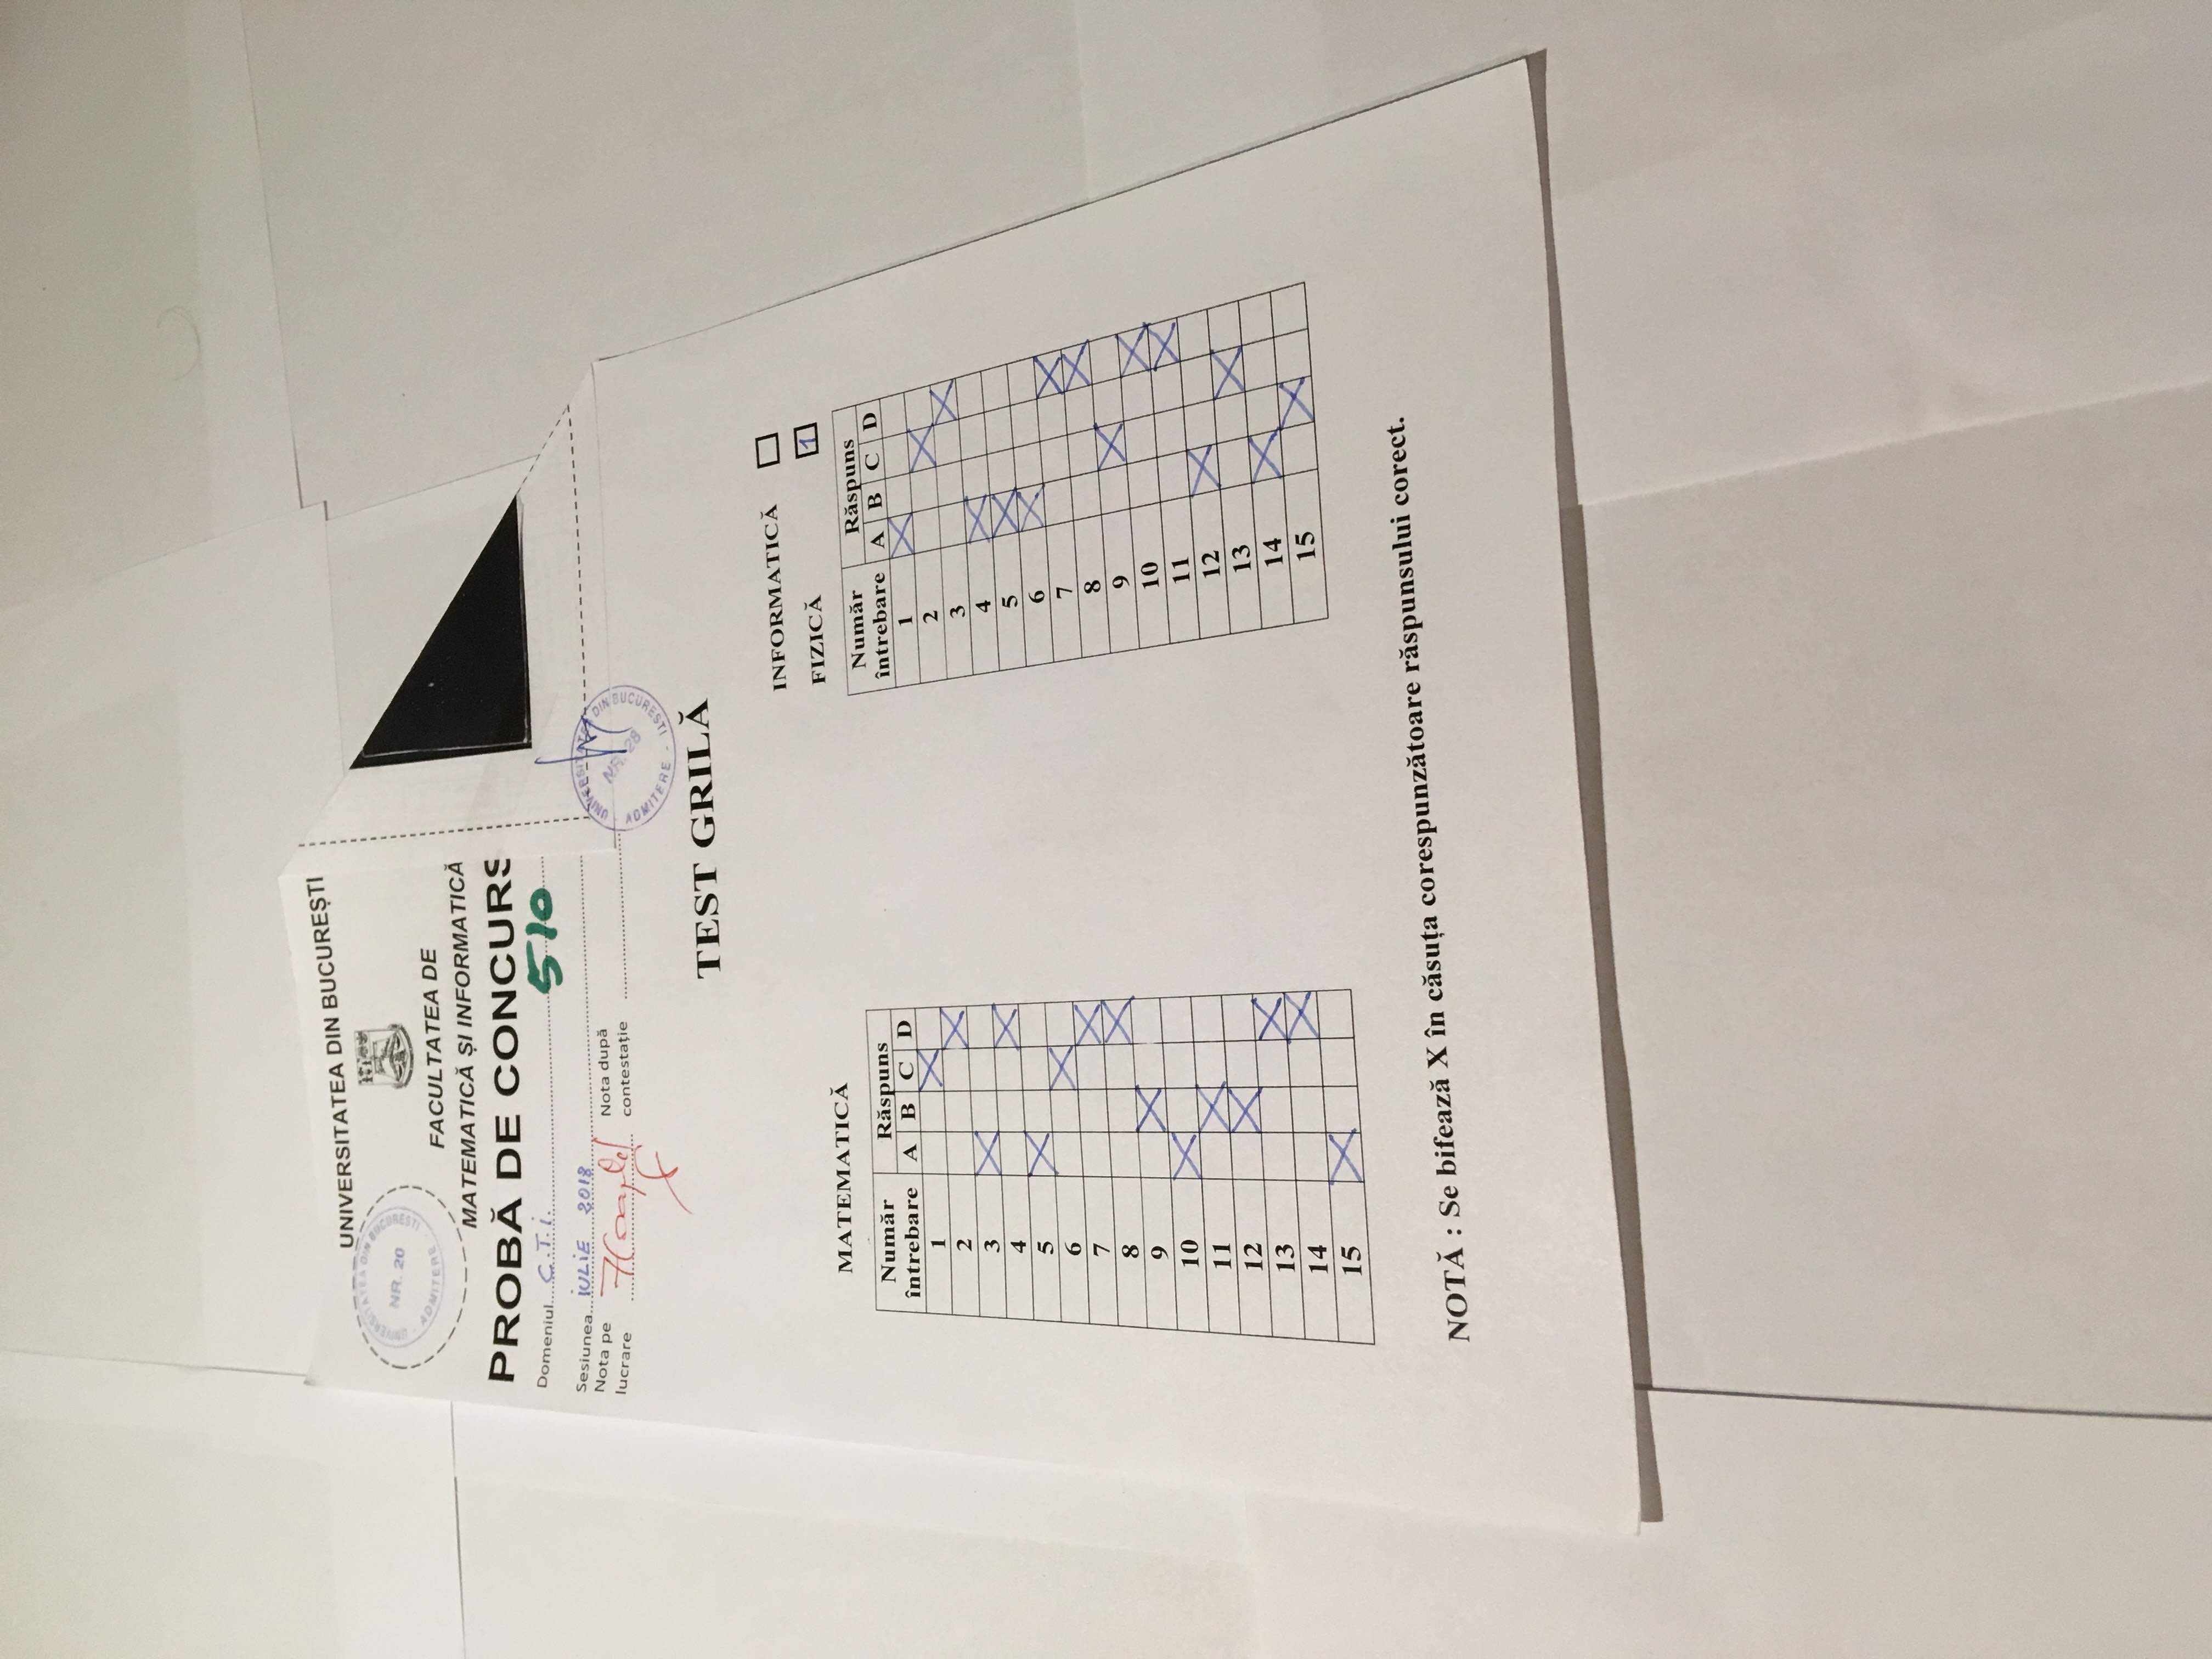 UNIVERSITATEA DIN BUCUREȘTI
UNIVERSITATEA DIN BUCUREȘTI
NR. 20
ADMITERE
FACULTATEA DE
MATEMATICĂ ȘI INFORMATICĂ
PROBĂ DE CONCURS
Domeniul C.T.i. 510
Sesiunea iULiE 2018
Nota pe lucrare 7(șapte)
Nota după contestație
UNIVERSITATEA DIN BUCURESTI
NR. 28
ADMITERE
TEST GRILĂ
INFORMATICĂ
FIZICĂ 1
MATEMATICĂ
Număr întrebare Răspuns
A B C D
1 X
2 X
3 X
4 X
5 X
6 X
7 X
8 X
9 X
10 X
11 X
12 X
13 X
14 X
15 X
Număr întrebare Răspuns
A B C D
1 X
2 X
3 X
4 X
5 X
6 X
7 X
8 X
9 X
10 X
11 X
12 X
13 X
14 X
15 X
NOTĂ : Se bifează X în căsuța corespunzătoare răspunsului corect.